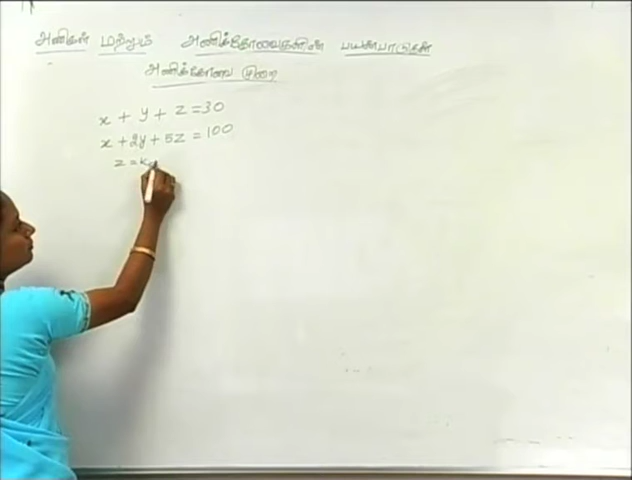 அணிகள் மற்றும் அணிக்கோவைகளின் பயன்பாடுகள்
அணிக்கோவை முறை
x + y + z = 30
x + 2y + 5z = 100
z = k